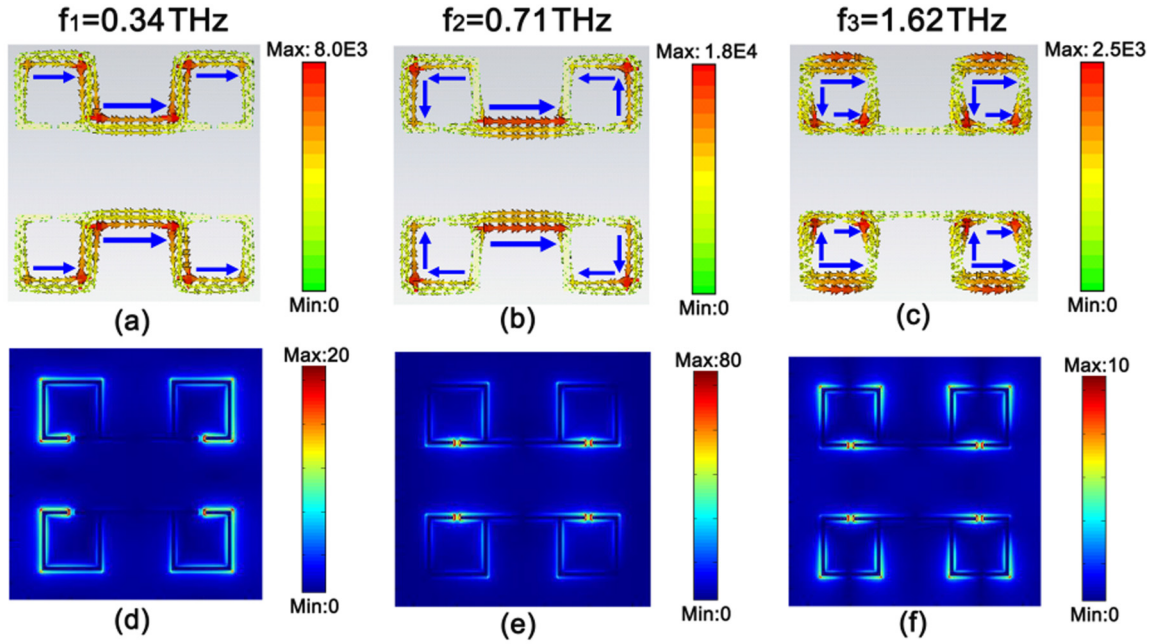 f1=0.34THz f2=0.71THz f3=1.62THz
Max: 8.0E3 Max: 1.8E4 Max: 2.5E3
Min:0 Min:0 Min:0
(a) (b) (c)
Max:20 Max:80 Max:10
Min:0 Min:0 Min:0
(d) (e) (f)